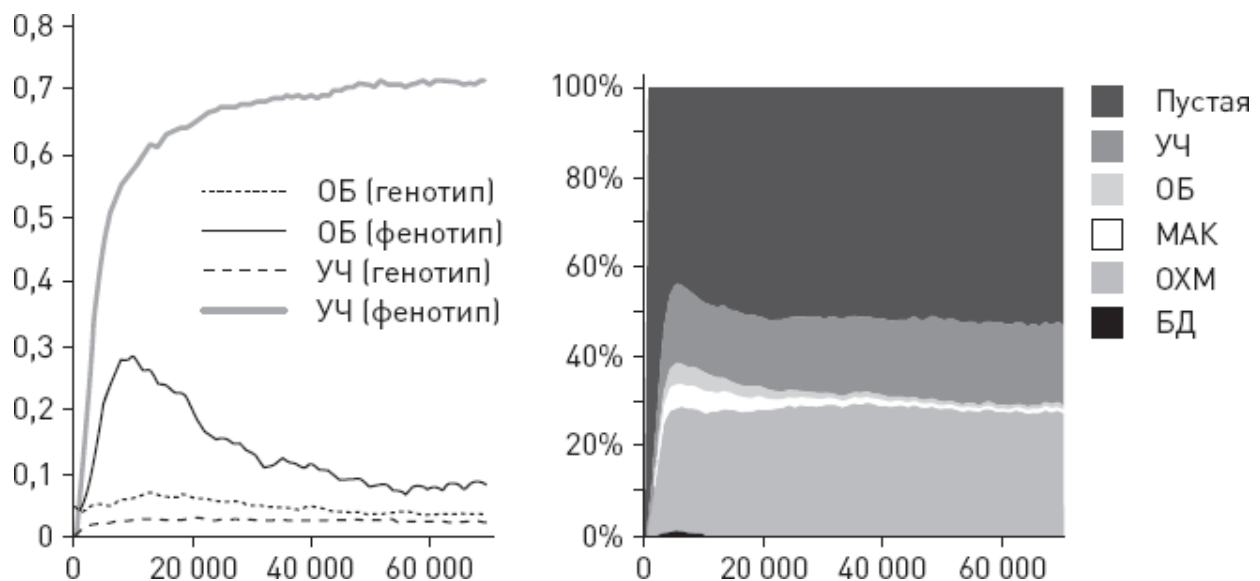 0,8
0,7
0,6
0,5
0,4
0,3
0,2
0,1
0
0 20 000 40 000 60 000
ОБ (генотип)
ОБ (фенотип)
УЧ (генотип)
УЧ (фенотип)
100%
80%
60%
40%
20%
0%
0 20 000 40 000 60 000
Пустая
УЧ
ОБ
МАК
ОХМ
БД